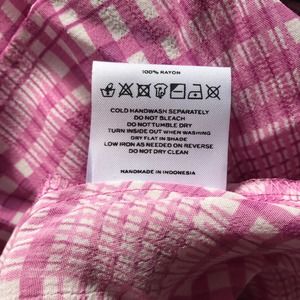 100% RAYON
COLD HANDWASH SEPARATELY
DO NOT BLEACH
DO NOT TUMBLE DRY
TURN INSIDE OUT WHEN WASHING
DRY FLAT IN SHADE
LOW IRON AS NEEDED ON REVERSE
DO NOT DRY CLEAN
HANDMADE IN INDONESIA